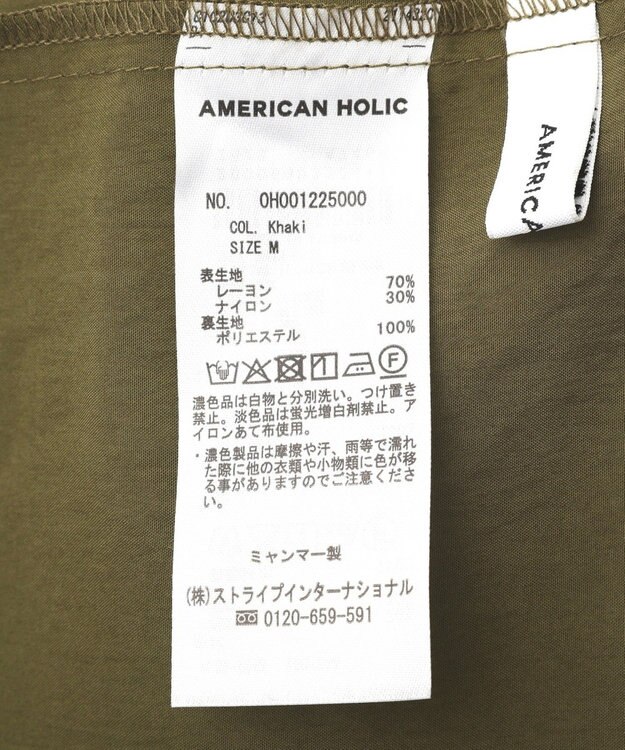 AMERICAN HOLIC
AMERICA
NO. OH001225000
COL. Khaki
SIZE M
表生地
レーヨン 70%
ナイロン 30%
裏生地
ポリエステル 100%
F
濃色品は白物と分別洗い。つけ置き
禁止。淡色品は蛍光増白剤禁止。ア
イロンあて布使用。
・濃色製品は摩擦や汗、雨等で濡れ
た際に他の衣類や小物類に色が移
る事がありますのでご注意くださ
い。
ミャンマー製
(株)ストライプインターナショナル
0120-659-591